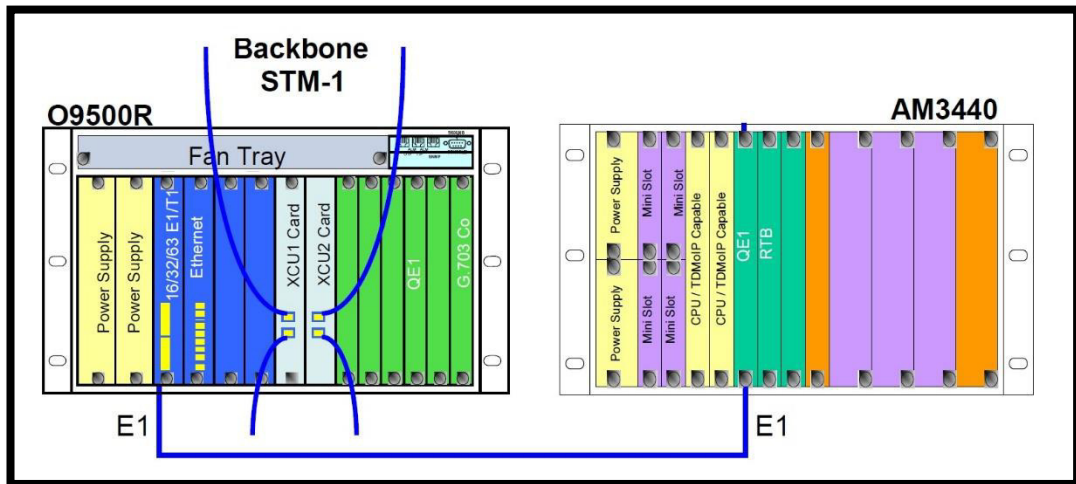 Backbone
STM-1
O9500R
AM3440
Fan Tray
Power Supply
Power Supply
16/32/63 E1/T1
Ethernet
XCU1 Card
XCU2 Card
QE1
G.703 Co
Power Supply
Power Supply
Mini Slot
Mini Slot
Mini Slot
Mini Slot
CPU / TDMoIP Capable
CPU / TDMoIP Capable
QE1
RTB
E1
E1